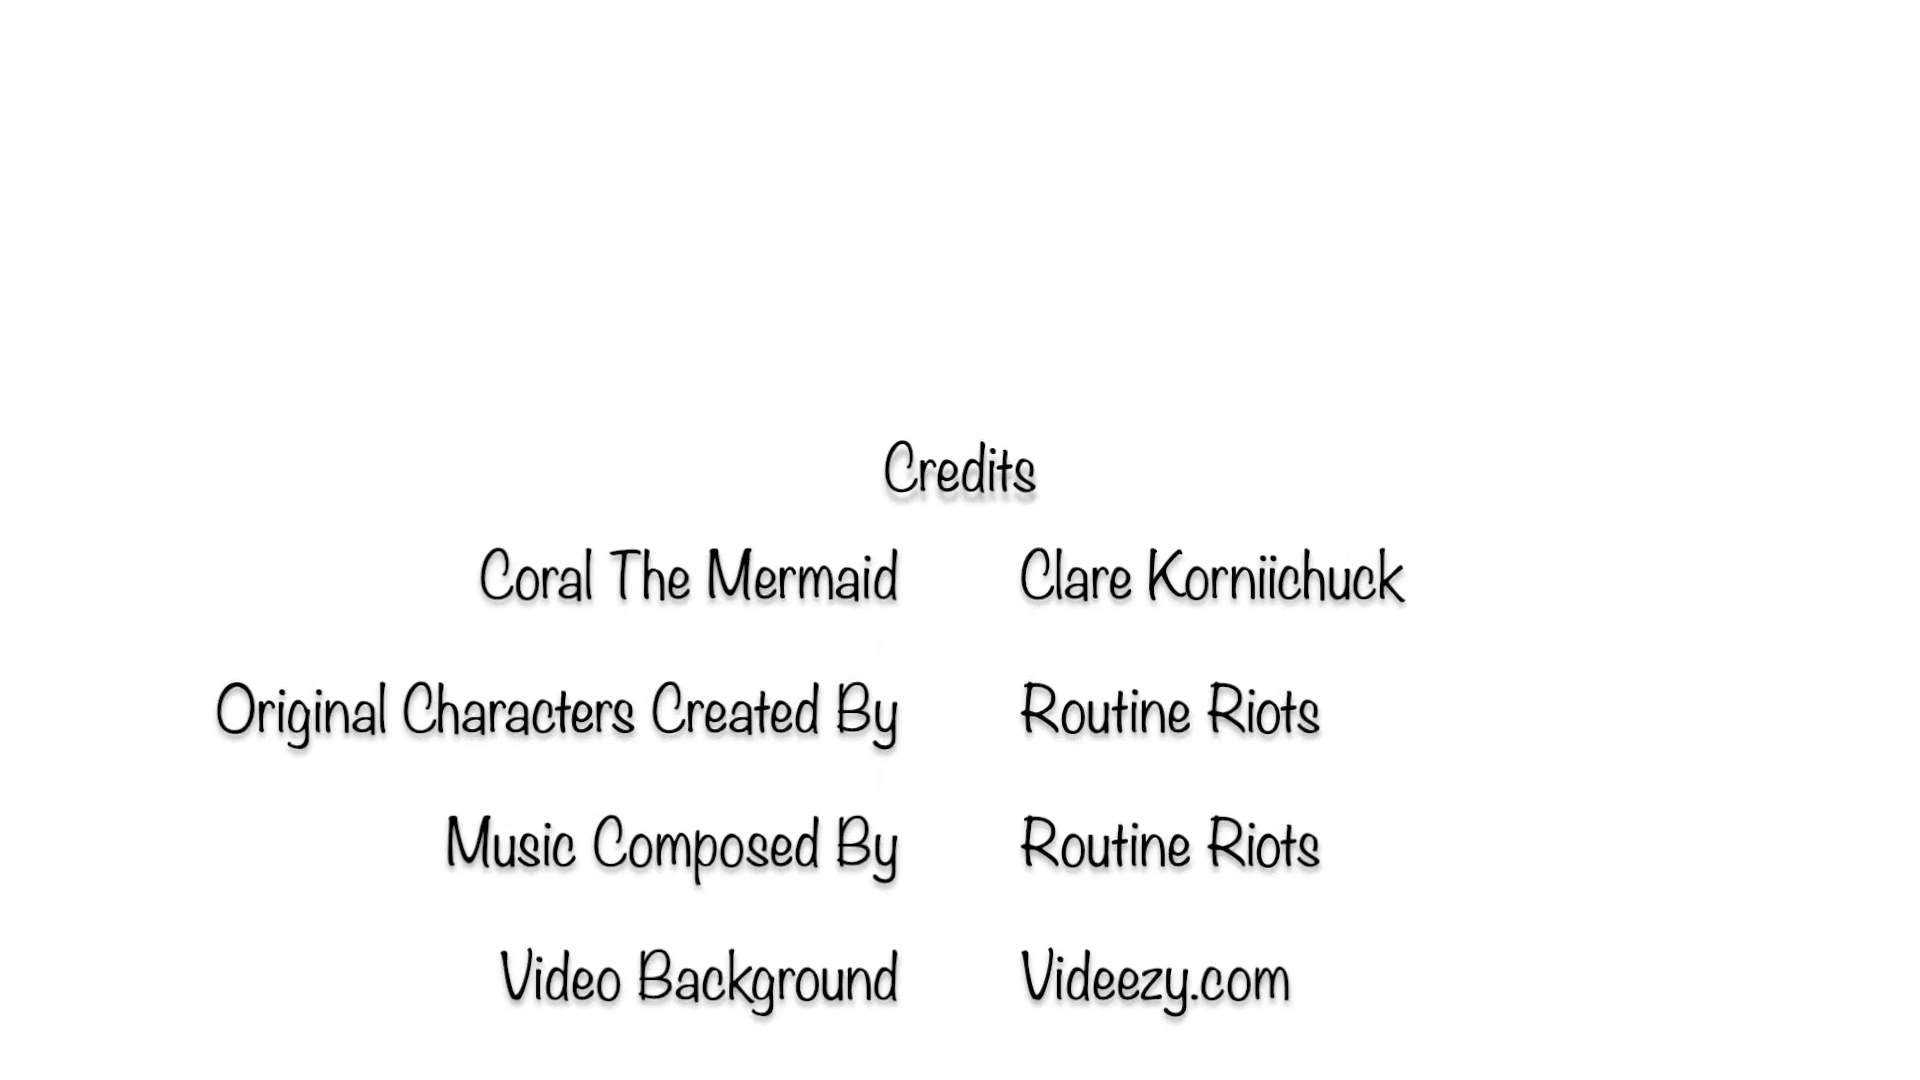 Credits
Coral The Mermaid Clare Korniichuck
Original Characters Created By Routine Riots
Music Composed By Routine Riots
Video Background Videezy.com